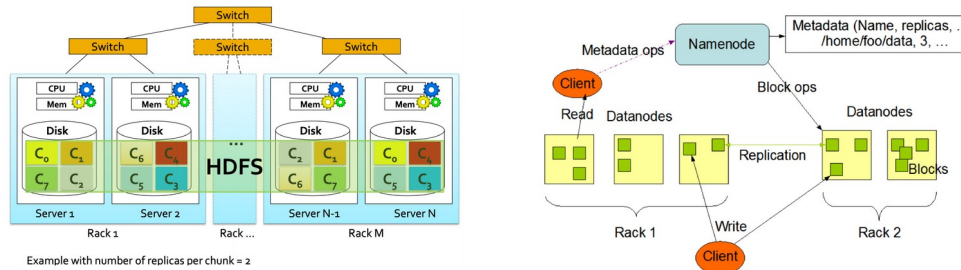 Switch
Switch
Switch
Switch
CPU
Mem
CPU
Mem
CPU
Mem
CPU
Mem
Disk
Disk
...
Disk
Disk
C₀ C₁
C₇ C₂
C₆ C₄
C₅ C₃
HDFS
C₂ C₁
C₆ C₇
C₀ C₄
C₅ C₃
Server 1
Server 2
Server N-1
Server N
Rack 1
Rack ...
Rack M
Example with number of replicas per chunk = 2
Namenode
Metadata (Name, replicas, ..
/home/foo/data, 3, ...
Metadata ops
Client
Block ops
Read
Datanodes
Datanodes
Replication
Blocks
Rack 1
Write
Rack 2
Client